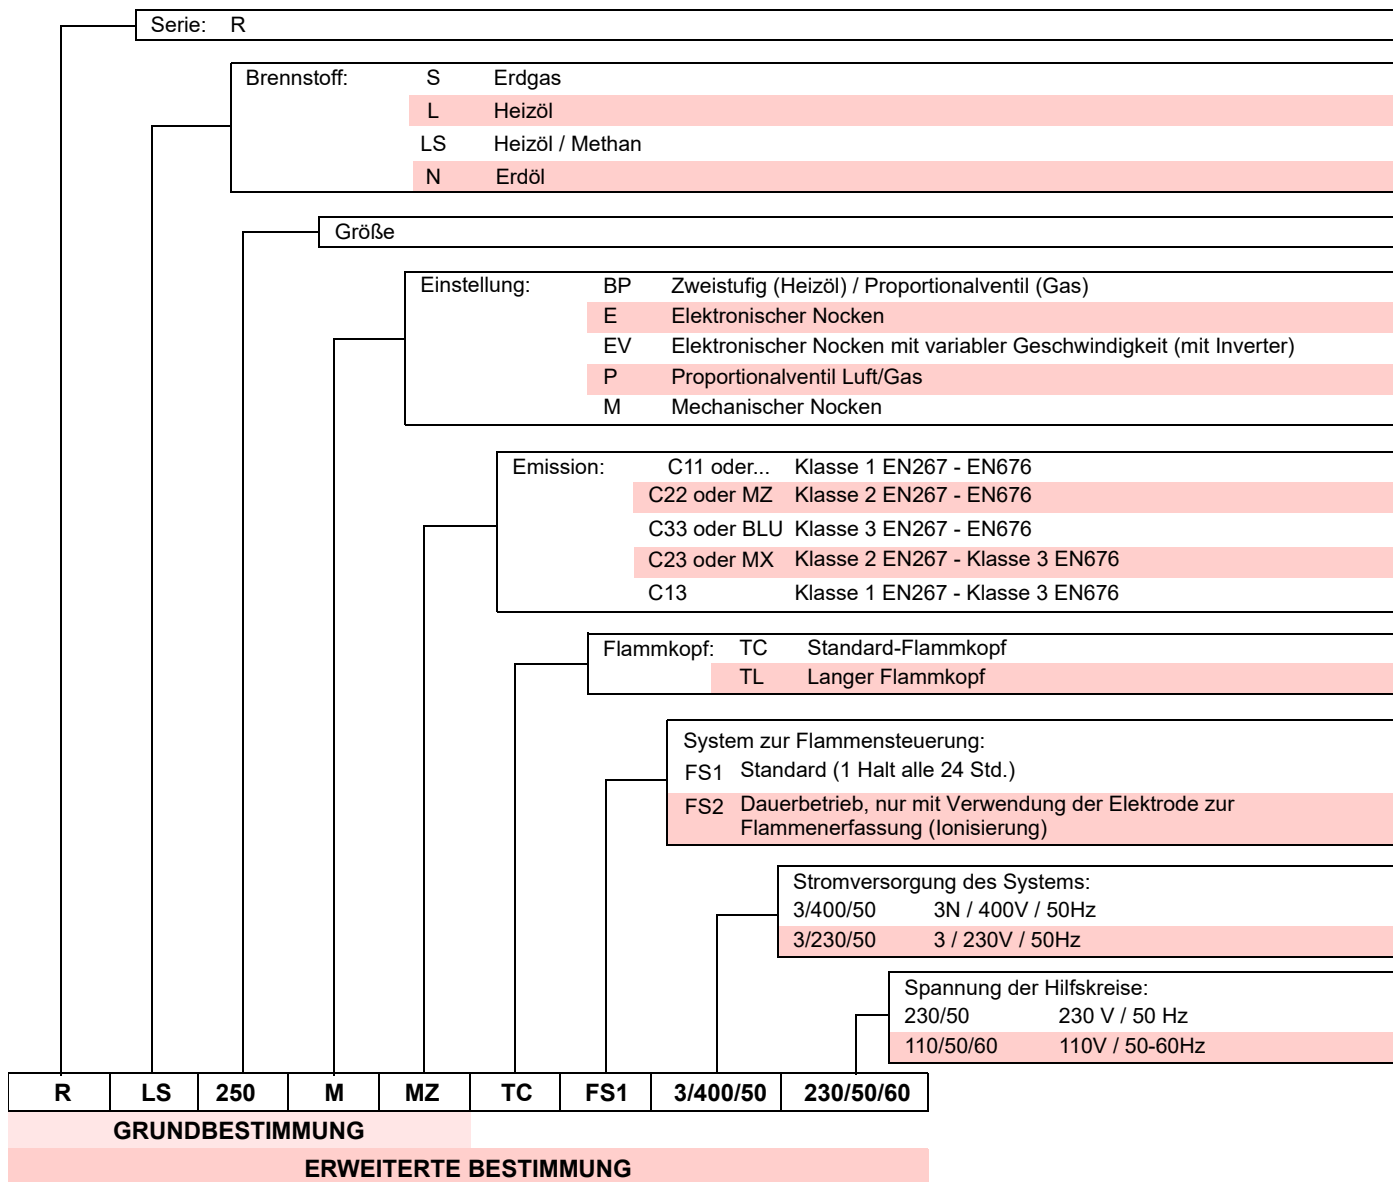 Serie: R
Brennstoff: S Erdgas
L Heizöl
LS Heizöl / Methan
N Erdöl
Größe
Einstellung: BP Zweistufig (Heizöl) / Proportionalventil (Gas)
E Elektronischer Nocken
EV Elektronischer Nocken mit variabler Geschwindigkeit (mit Inverter)
P Proportionalventil Luft/Gas
M Mechanischer Nocken
Emission: C11 oder... Klasse 1 EN267 - EN676
C22 oder MZ Klasse 2 EN267 - EN676
C33 oder BLU Klasse 3 EN267 - EN676
C23 oder MX Klasse 2 EN267 - Klasse 3 EN676
C13 Klasse 1 EN267 - Klasse 3 EN676
Flammkopf: TC Standard-Flammkopf
TL Langer Flammkopf
System zur Flammensteuerung:
FS1 Standard (1 Halt alle 24 Std.)
FS2 Dauerbetrieb, nur mit Verwendung der Elektrode zur
Flammenerfassung (Ionisierung)
Stromversorgung des Systems:
3/400/50 3N / 400V / 50Hz
3/230/50 3 / 230V / 50Hz
Spannung der Hilfskreise:
230/50 230 V / 50 Hz
110/50/60 110V / 50-60Hz
R LS 250 M MZ TC FS1 3/400/50 230/50/60
GRUNDBESTIMMUNG
ERWEITERTE BESTIMMUNG